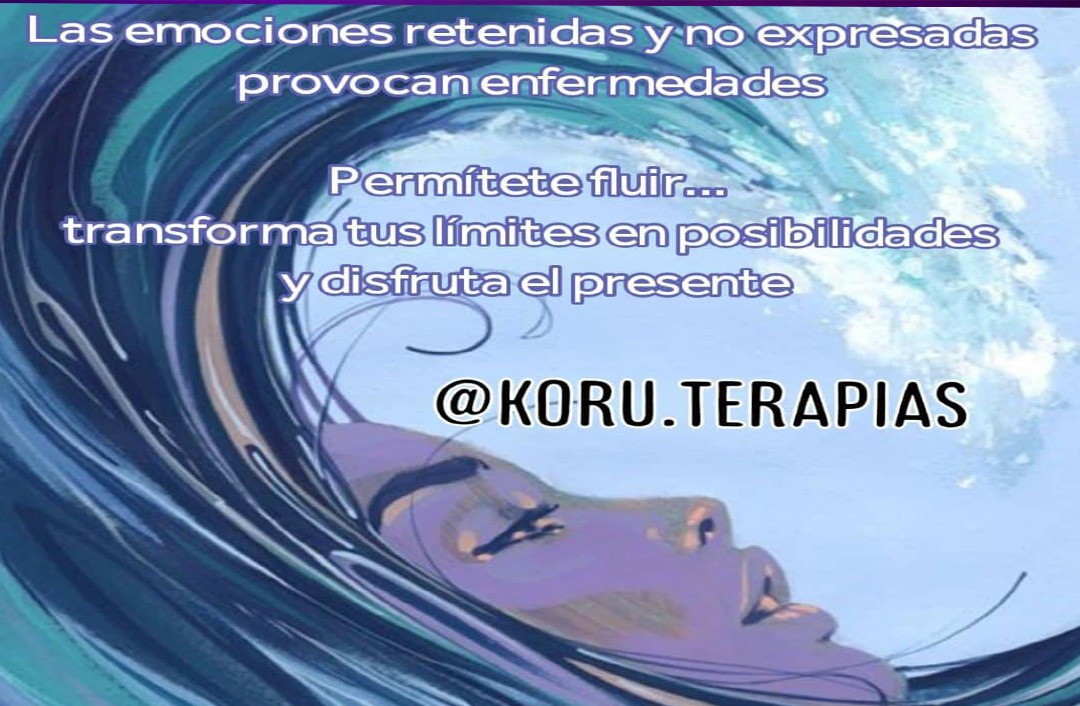 Las emociones retenidas y no expresadas
provocan enfermedades
Permítete fluir...
transforma tus límites en posibilidades
y disfruta el presente
@KORU.TERAPIAS